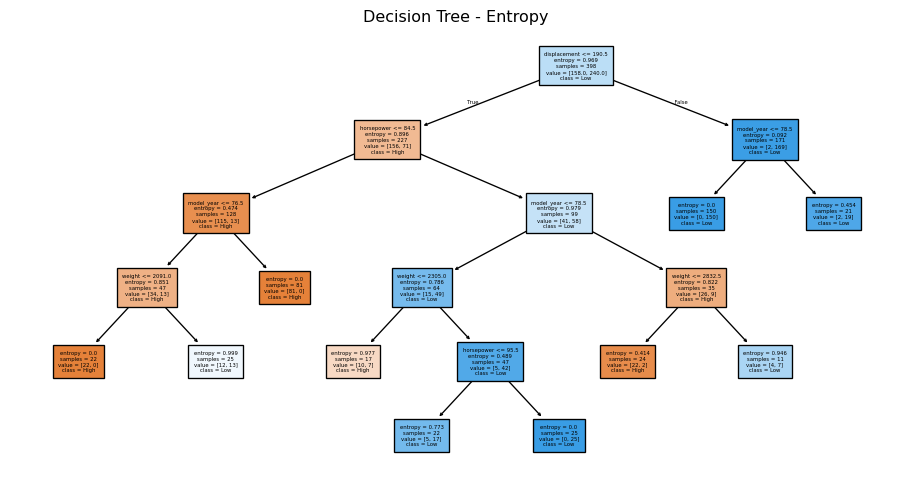 Decision Tree - Entropy
displacement <= 190.5
entropy = 0.969
samples = 398
value = [158.0, 240.0]
class = Low
True
False
horsepower <= 84.5
entropy = 0.896
samples = 227
value = [156, 71]
class = High
model_year <= 78.5
entropy = 0.092
samples = 171
value = [2, 169]
class = Low
model_year <= 76.5
entropy = 0.474
samples = 128
value = [115, 13]
class = High
model_year <= 78.5
entropy = 0.979
samples = 99
value = [41, 58]
class = Low
entropy = 0.0
samples = 150
value = [0, 150]
class = Low
entropy = 0.454
samples = 21
value = [2, 19]
class = Low
weight <= 2091.0
entropy = 0.851
samples = 47
value = [34, 13]
class = High
entropy = 0.0
samples = 81
value = [81, 0]
class = High
weight <= 2305.0
entropy = 0.786
samples = 64
value = [15, 49]
class = Low
weight <= 2832.5
entropy = 0.822
samples = 35
value = [26, 9]
class = High
entropy = 0.0
samples = 22
value = [22, 0]
class = High
entropy = 0.999
samples = 25
value = [12, 13]
class = Low
entropy = 0.977
samples = 17
value = [10, 7]
class = High
horsepower <= 95.5
entropy = 0.489
samples = 47
value = [5, 42]
class = Low
entropy = 0.414
samples = 24
value = [22, 2]
class = High
entropy = 0.946
samples = 11
value = [4, 7]
class = Low
entropy = 0.773
samples = 22
value = [5, 17]
class = Low
entropy = 0.0
samples = 25
value = [0, 25]
class = Low